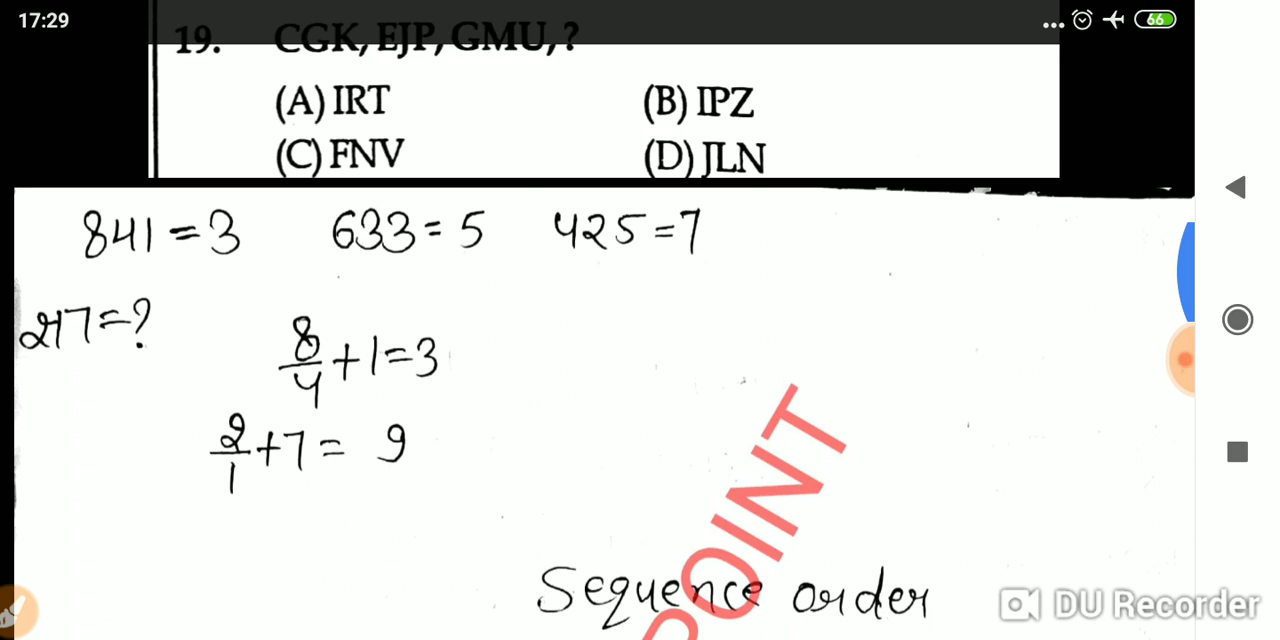 17:29
... 66
19. CGK, EJP, GMU, ?
(A) IRT (B) IPZ
(C) FNV (D) JLN
841 = 3 633 = 5 425 = 7
217 = ?
8/4 + 1 = 3
2/1 + 7 = 9
POINT
Sequence order
DU Recorder